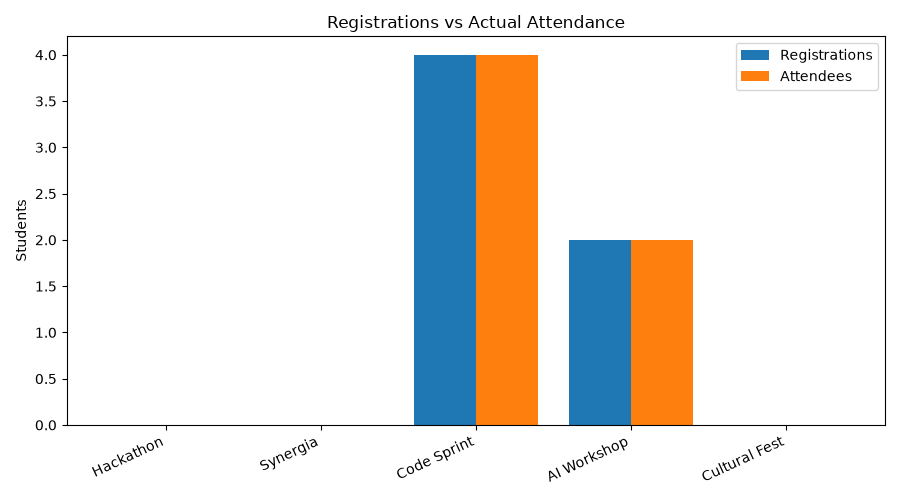 Registrations vs Actual Attendance
Registrations
Attendees
Students
4.0
3.5
3.0
2.5
2.0
1.5
1.0
0.5
0.0
Hackathon
Synergia
Code Sprint
AI Workshop
Cultural Fest